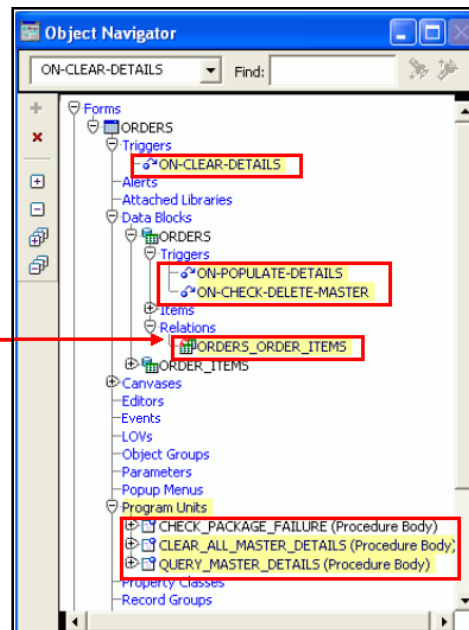 Object Navigator
ON-CLEAR-DETAILS Find:
Forms
ORDERS
Triggers
ON-CLEAR-DETAILS
Alerts
Attached Libraries
Data Blocks
ORDERS
Triggers
ON-POPULATE-DETAILS
ON-CHECK-DELETE-MASTER
Items
Relations
ORDERS_ORDER_ITEMS
ORDER_ITEMS
Canvases
Editors
Events
LOVs
Object Groups
Parameters
Popup Menus
Program Units
CHECK_PACKAGE_FAILURE (Procedure Body)
CLEAR_ALL_MASTER_DETAILS (Procedure Body)
QUERY_MASTER_DETAILS (Procedure Body)
Property Classes
Record Groups